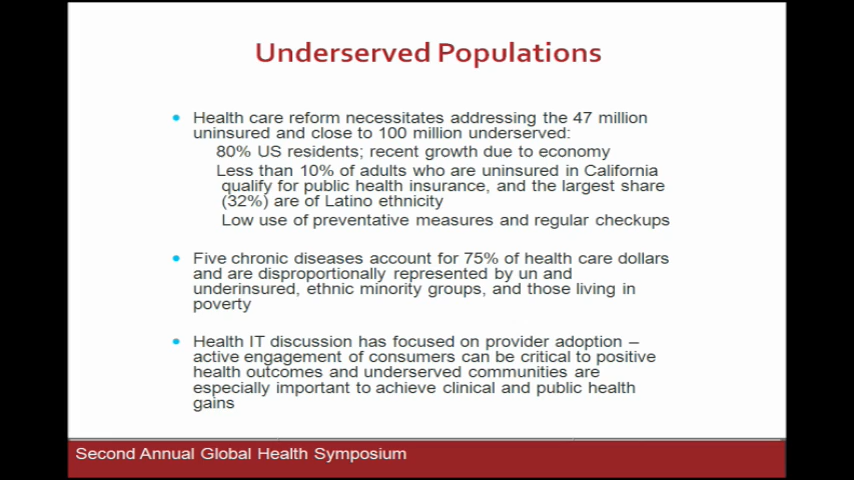 Underserved Populations
• Health care reform necessitates addressing the 47 million
uninsured and close to 100 million underserved:
80% US residents; recent growth due to economy
Less than 10% of adults who are uninsured in California
qualify for public health insurance, and the largest share
(32%) are of Latino ethnicity
Low use of preventative measures and regular checkups
• Five chronic diseases account for 75% of health care dollars
and are disproportionally represented by un and
underinsured, ethnic minority groups, and those living in
poverty
• Health IT discussion has focused on provider adoption –
active engagement of consumers can be critical to positive
health outcomes and underserved communities are
especially important to achieve clinical and public health
gains
Second Annual Global Health Symposium